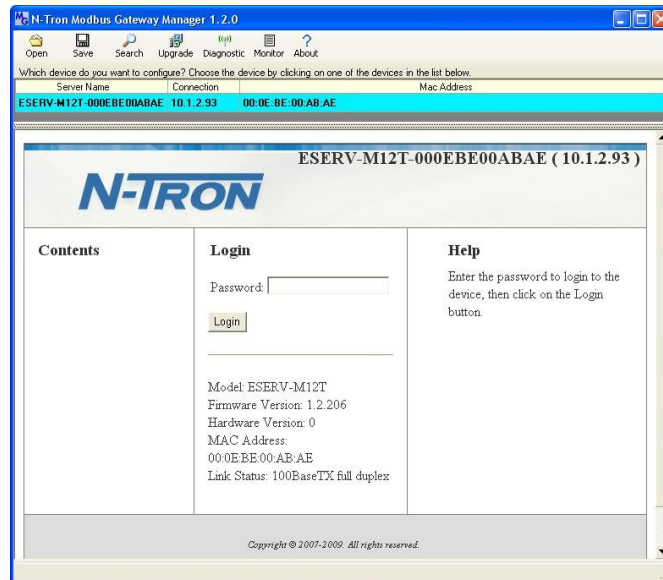 N-Tron Modbus Gateway Manager 1.2.0
Open Save Search Upgrade Diagnostic Monitor About
Which device do you want to configure? Choose the device by clicking on one of the devices in the list below.
Server Name Connection Mac Address
ESERV-M12T-000EBE00ABAE 10.1.2.93 00:0E:BE:00:AB:AE
ESERV-M12T-000EBE00ABAE ( 10.1.2.93 )
N-TRON
Contents
Login
Password:
Login
Model: ESERV-M12T
Firmware Version: 1.2.206
Hardware Version: 0
MAC Address:
00:0E:BE:00:AB:AE
Link Status: 100BaseTX full duplex
Help
Enter the password to login to the
device, then click on the Login
button.
Copyright © 2007-2009. All rights reserved.